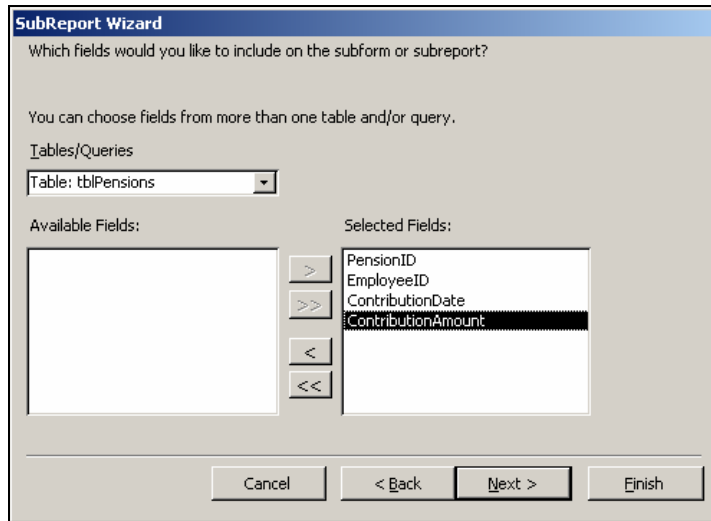 SubReport Wizard
Which fields would you like to include on the subform or subreport?
You can choose fields from more than one table and/or query.
Tables/Queries
Table: tblPensions
Available Fields:
Selected Fields:
PensionID
EmployeeID
ContributionDate
ContributionAmount
>
>>
<
<<
Cancel
< Back
Next >
Finish